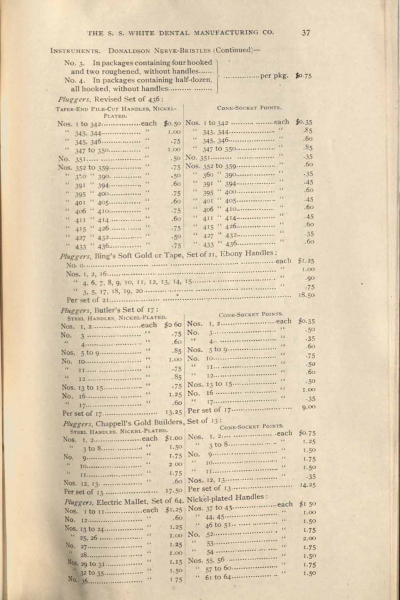 THE S. S. WHITE DENTAL MANUFACTURING CO. 37
INSTRUMENTS. DONALDSON NERVE-BRISTLES (Continued)—
No. 3. In packages containing four hooked
and two roughened, without handles......
No. 4. In packages containing half-dozen,
all hooked, without handles..............
per pkg. $0.75
Pluggers, Revised Set of 436:
TAPER-END FILE-CUT HANDLES, NICKEL-PLATED.
Nos. 1 to 342 each $0.50
" 343, 344 " 1.00
" 345, 346 " .75
" 347 to 350 " 1.00
No. 351 " .50
Nos. 352 to 359 " .75
" 360 " 390 " .50
" 391 " 394 " .60
" 395 " 400 " .75
" 401 " 405 " .60
" 406 " 410 " .75
" 411 " 414 " .60
" 415 " 426 " .75
" 427 " 432 " .50
" 433 " 436 " .75
CONE-SOCKET POINTS.
Nos. 1 to 342 each $0.35
" 343, 344 " .85
" 345, 346 " .60
" 347 to 350 " .85
No. 351 " .35
Nos. 352 to 359 " .60
" 360 " 390 " .35
" 391 " 394 " .45
" 395 " 400 " .60
" 401 " 405 " .45
" 406 " 410 " .60
" 411 " 414 " .45
" 415 " 426 " .60
" 427 " 432 " .35
" 433 " 436 " .60
Pluggers, Bing's Soft Gold or Tape, Set of 21, Ebony Handles:
No. each $1.25
Nos. 1, 2, 16 " 1.00
" 4, 6, 7, 8, 9, 10, 11, 12, 13, 14, 15 " .90
" 3, 5, 17, 18, 19, 20 " .75
Per set of 21 18.50
Pluggers, Butler's Set of 17:
STEEL HANDLES, NICKEL-PLATED.
Nos. 1, 2 each $0.60
No. 3 " .75
" 4 " .60
Nos. 5 to 9 " .85
No. 10 " 1.00
" 11 " .75
" 12 " .85
Nos. 13 to 15 " .75
No. 16 " 1.25
" 17 " .60
Per set of 17 13.25
CONE-SOCKET POINTS.
Nos. 1, 2 each $0.35
No. 3 " .50
" 4 " .35
Nos. 5 to 9 " .60
No. 10 " .75
" 11 " .50
" 12 " .60
Nos. 13 to 15 " .50
No. 16 " 1.00
" 17 " .35
Per set of 17 9.00
Pluggers, Chappell's Gold Builders, Set of 13:
STEEL HANDLES, NICKEL-PLATED.
Nos. 1, 2 each $1.00
" 3 to 8 " 1.50
No. 9 " 1.75
" 10 " 2.00
" 11 " 1.75
Nos. 12, 13 " .60
Per set of 13 17.50
CONE-SOCKET POINTS.
Nos. 1, 2 each $0.75
" 3 to 8 " 1.25
No. 9 " 1.50
" 10 " 1.75
" 11 " 1.50
Nos. 12, 13 " .35
Per set of 13 14.25
Pluggers, Electric Mallet, Set of 64, Nickel-plated Handles:
Nos. 1 to 11 each $1.25
No. 12 " .60
Nos. 13 to 24 " 1.25
" 25, 26 " 1.00
No. 27 " 1.25
" 28 " 1.00
Nos. 29 to 31 " 1.25
" 32 to 35 " 1.50
No. 36 " 1.75
Nos. 37 to 43 each $1.50
" 44, 45 " 1.00
" 46 to 51 " 1.50
No. 52 " 1.75
" 53 " 2.00
" 54 " 1.75
Nos. 55, 56 " 1.50
" 57 to 60 " 1.75
" 61 to 64 " 1.50